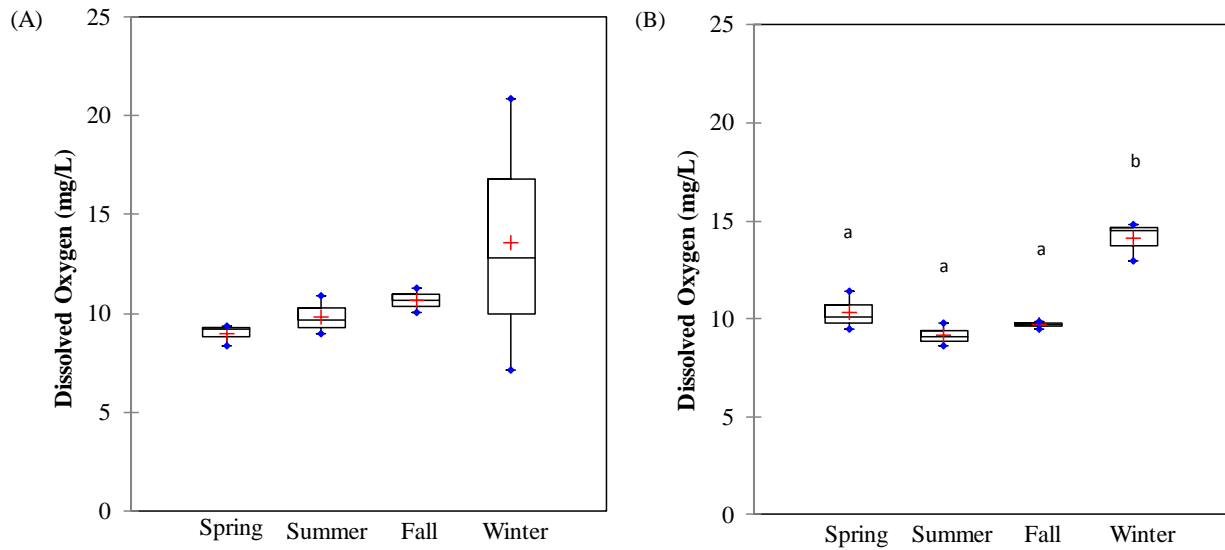 (A)
25
20
15
10
5
0
Dissolved Oxygen (mg/L)
Spring Summer Fall Winter
(B)
25
20
15
10
5
0
Dissolved Oxygen (mg/L)
a
a
a
b
Spring Summer Fall Winter